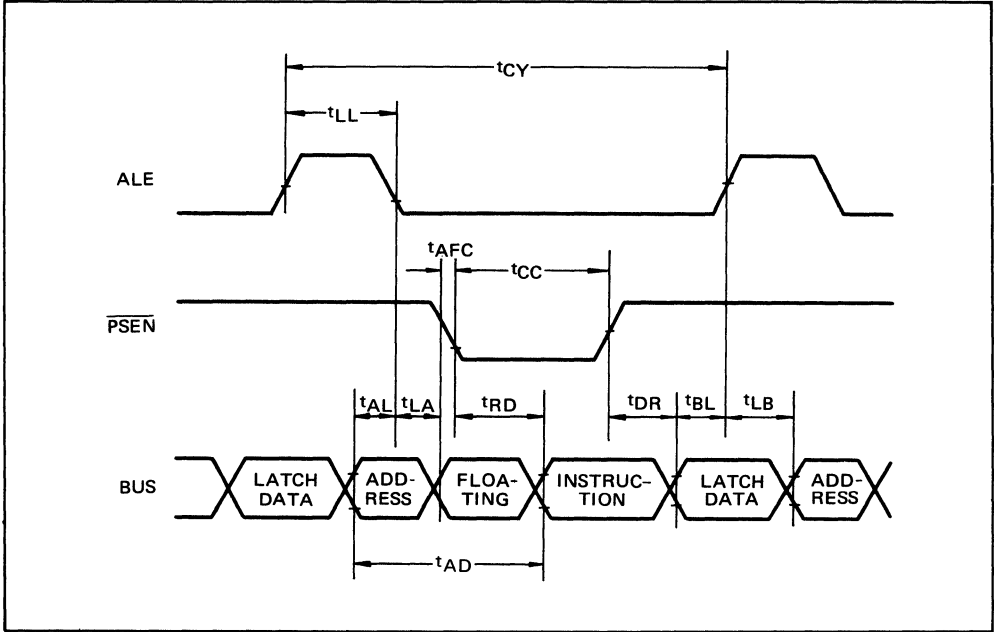 tCY
tLL
ALE
tAFC
tCC
PSEN
tAL tLA tRD tDR tBL tLB
BUS
LATCH DATA
ADD-
RESS
FLOA-
TING
INSTRUC-
TION
LATCH
DATA
ADD-
RESS
tAD